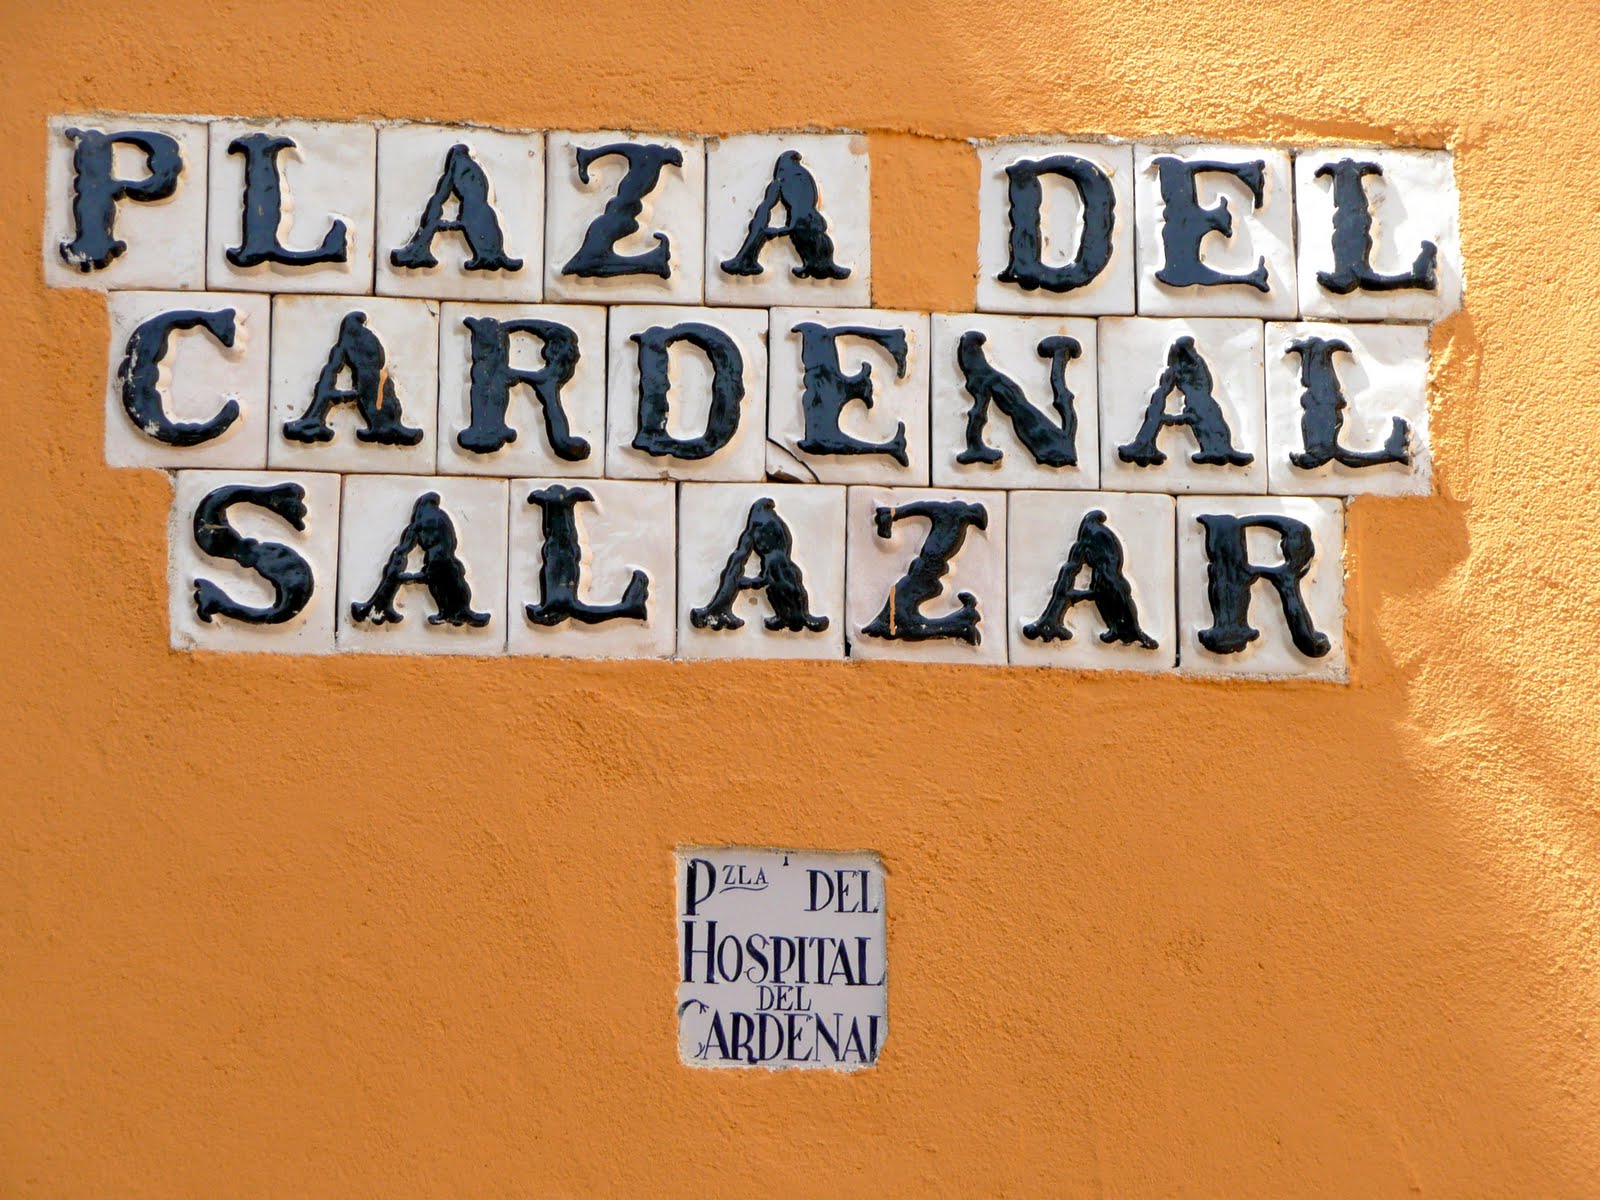 PLAZA DEL
CARDENAL
SALAZAR
PZLA DEL
HOSPITAL
DEL
CARDENAL